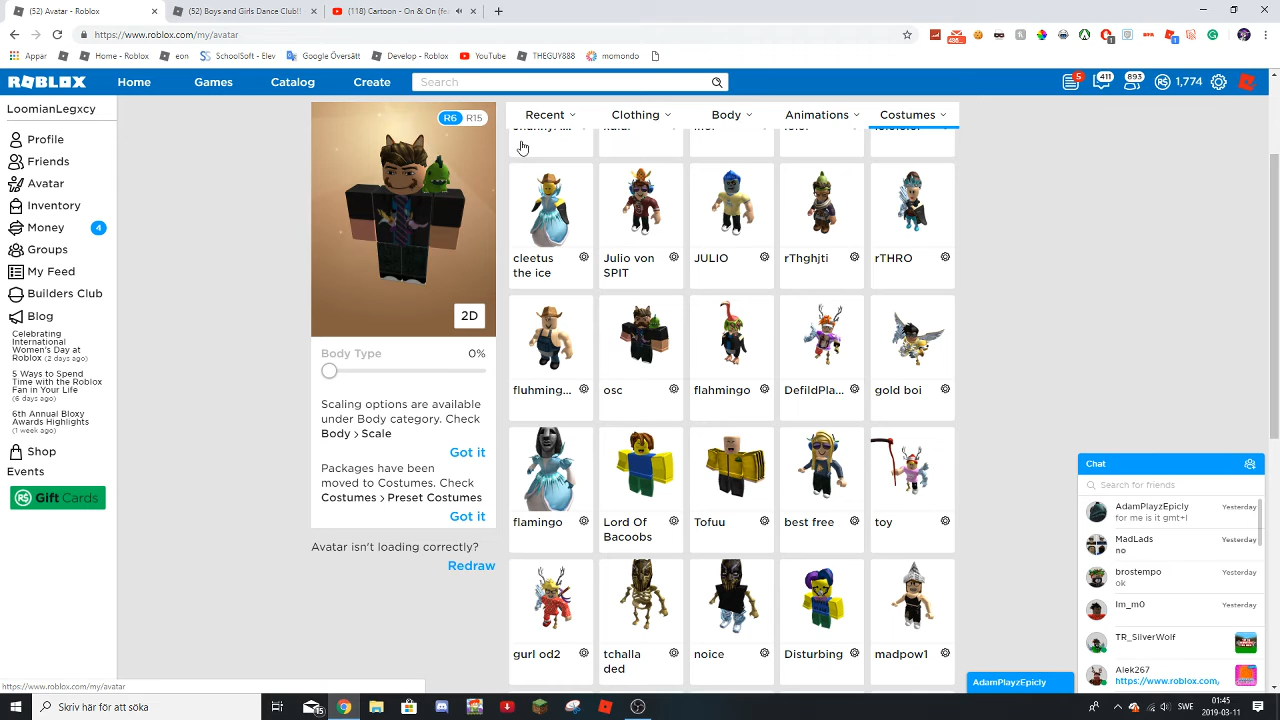 (52) Avatar
(52) Boys and Girls Dance Club!!
(118) Cartoon - On & On (fe
https://www.roblox.com/my/avatar
Appar
Home - Roblox
eon
SchoolSoft - Elev
Google Översätt
Develop - Roblox
YouTube
THEGUY888
momondo
ROBLOX
Home
Games
Catalog
Create
Search
5
411
893
1,774
LoomianLegxcy
Profile
Friends
Avatar
Inventory
Money
4
Groups
My Feed
Builders Club
Blog
Celebrating
International
Women's Day at
Roblox (2 days ago)
5 Ways to Spend
Time with the Roblox
Fan in Your Life
(6 days ago)
6th Annual Bloxy
Awards Highlights
(1 week ago)
Shop
Events
Gift Cards
R6 R15
2D
Body Type 0%
Scaling options are available
under Body category. Check
Body > Scale
Got it
Packages have been
moved to Costumes. Check
Costumes > Preset Costumes
Got it
Avatar isn't loading correctly?
Redraw
Recent
Clothing
Body
Animations
Costumes
cleetus
the ice
Julio von
SPIT
JULIO
rThghjti
rTHRO
fluhming...
osc
flahmingo
DefildPla...
gold boi
flamingo
Lord Of
Bacoobs
Tofuu
best free
toy
gurl od2
tchalla
ded
noice
Disturbing
madpow1
Chat
Search for friends
AdamPlayzEpicly Yesterday
for me is it gmt+1
MadLads Yesterday
no
brostempo Yesterday
ok
Im_m0 Yesterday
TR_SilverWolf
Alek267
https://www.roblox.com,
AdamPlayzEpicly
https://www.roblox.com/my/avatar
Skriv här för att söka
15
SWE
01:45
2019-03-11